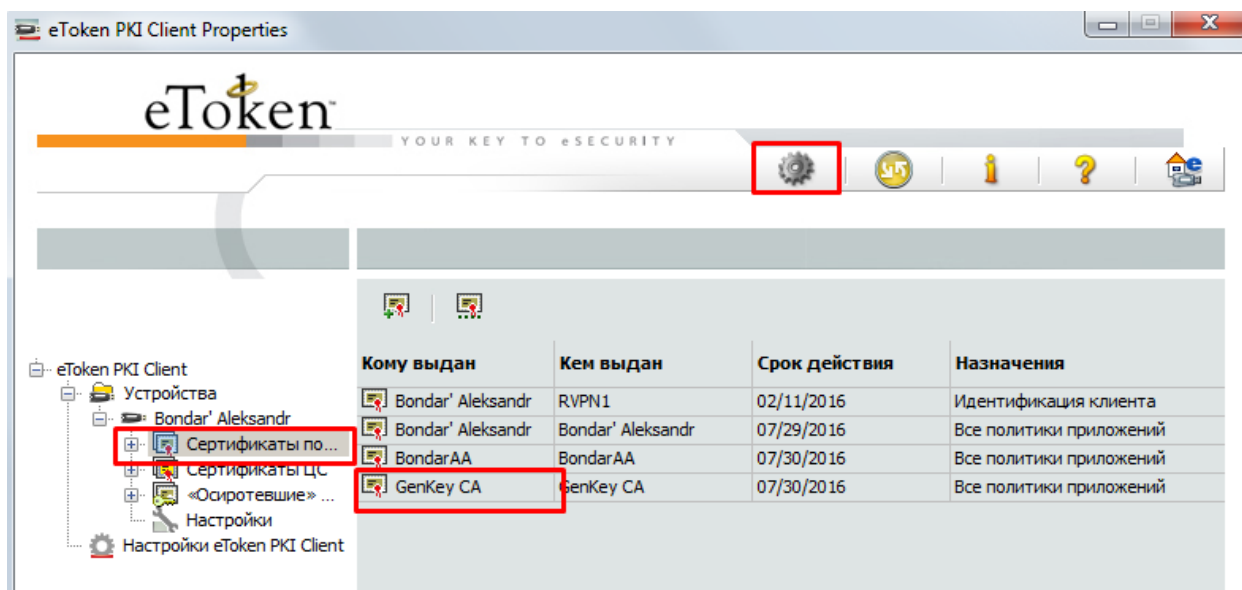 eToken PKI Client Properties
eToken
YOUR KEY TO eSECURITY
eToken PKI Client
Устройства
Bondar' Aleksandr
Сертификаты по...
Сертификаты ЦС
«Осиротевшие» ...
Настройки
Настройки eToken PKI Client
Кому выдан Кем выдан Срок действия Назначения
Bondar' Aleksandr RVPN1 02/11/2016 Идентификация клиента
Bondar' Aleksandr Bondar' Aleksandr 07/29/2016 Все политики приложений
BondarAA BondarAA 07/30/2016 Все политики приложений
GenKey CA GenKey CA 07/30/2016 Все политики приложений